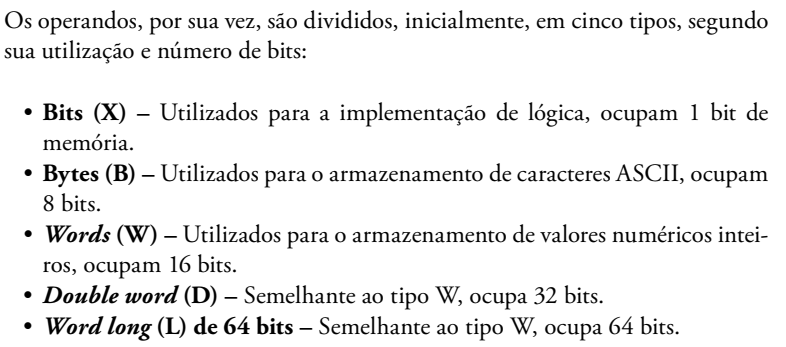 Os operandos, por sua vez, são divididos, inicialmente, em cinco tipos, segundo
sua utilização e número de bits:
• Bits (X) – Utilizados para a implementação de lógica, ocupam 1 bit de
memória.
• Bytes (B) – Utilizados para o armazenamento de caracteres ASCII, ocupam
8 bits.
• Words (W) – Utilizados para o armazenamento de valores numéricos intei-
ros, ocupam 16 bits.
• Double word (D) – Semelhante ao tipo W, ocupa 32 bits.
• Word long (L) de 64 bits – Semelhante ao tipo W, ocupa 64 bits.